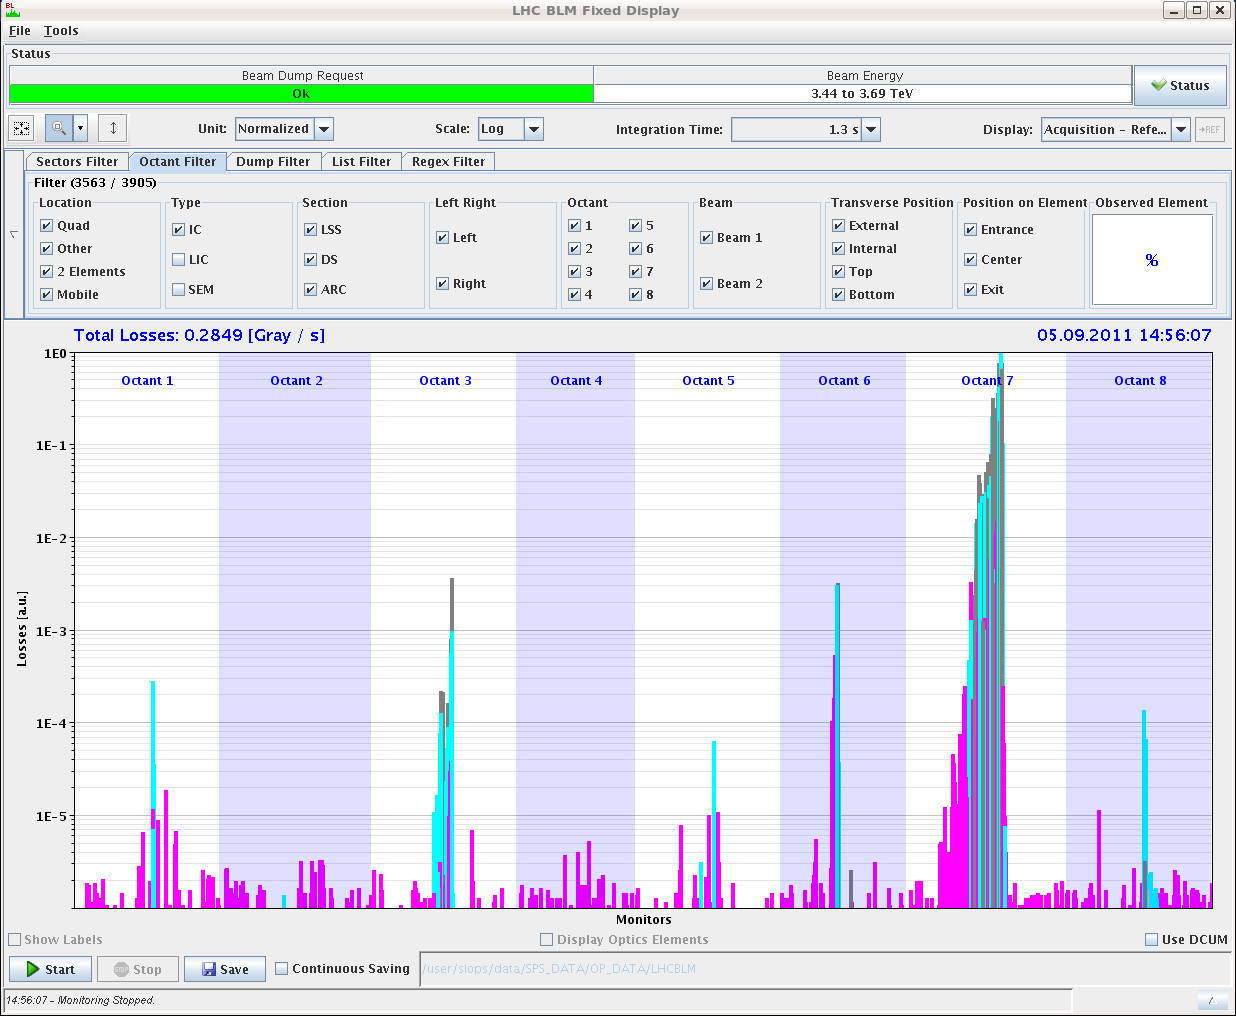 BL
LHC BLM Fixed Display
File Tools
Status
Beam Dump Request Beam Energy
Ok 3.44 to 3.69 TeV
Status
Unit: Normalized Scale: Log Integration Time: 1.3 s Display: Acquisition - Refe... →REF
Sectors Filter Octant Filter Dump Filter List Filter Regex Filter
Filter (3563 / 3905)
Location Type Section Left Right Octant Beam Transverse Position Position on Element Observed Element
Quad IC LSS Left 1 5 Beam 1 External Entrance
Other LIC DS Right 2 6 Beam 2 Internal Center %
2 Elements SEM ARC 3 7 Top Exit
Mobile 4 8 Bottom
Total Losses: 0.2849 [Gray / s] 05.09.2011 14:56:07
1E0
Octant 1 Octant 2 Octant 3 Octant 4 Octant 5 Octant 6 Octant 7 Octant 8
1E-1
1E-2
1E-3
1E-4
1E-5
Losses [a.u.]
Monitors
Show Labels Display Optics Elements Use DCUM
Start STOP Stop Save Continuous Saving /user/slops/data/SPS_DATA/OP_DATA/LHCBLM
14:56:07 - Monitoring Stopped.